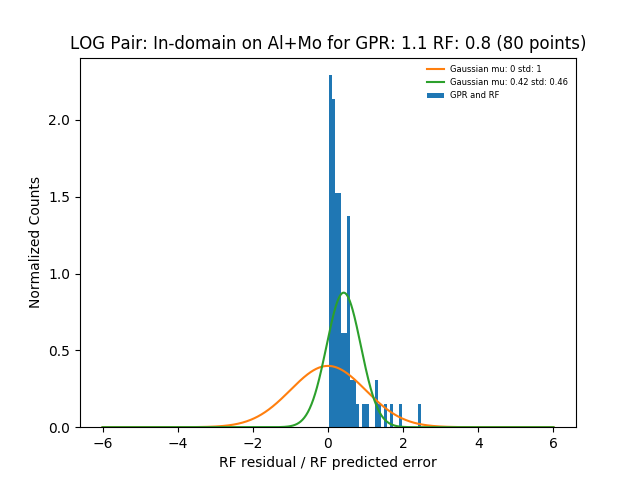 LOG Pair: In-domain on Al+Mo for GPR: 1.1 RF: 0.8 (80 points)
Gaussian mu: 0 std: 1
Gaussian mu: 0.42 std: 0.46
GPR and RF
Normalized Counts
2.0
1.5
1.0
0.5
0.0
−6 −4 −2 0 2 4 6
RF residual / RF predicted error